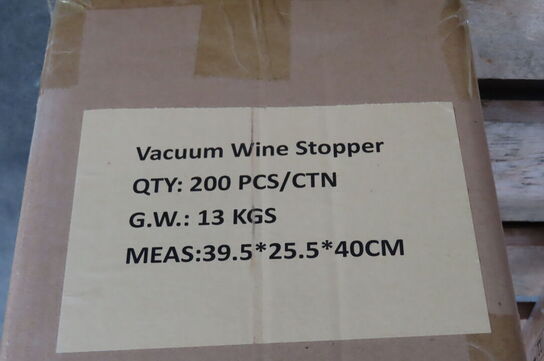 Vacuum Wine Stopper
QTY: 200 PCS/CTN
G.W.: 13 KGS
MEAS:39.5*25.5*40CM